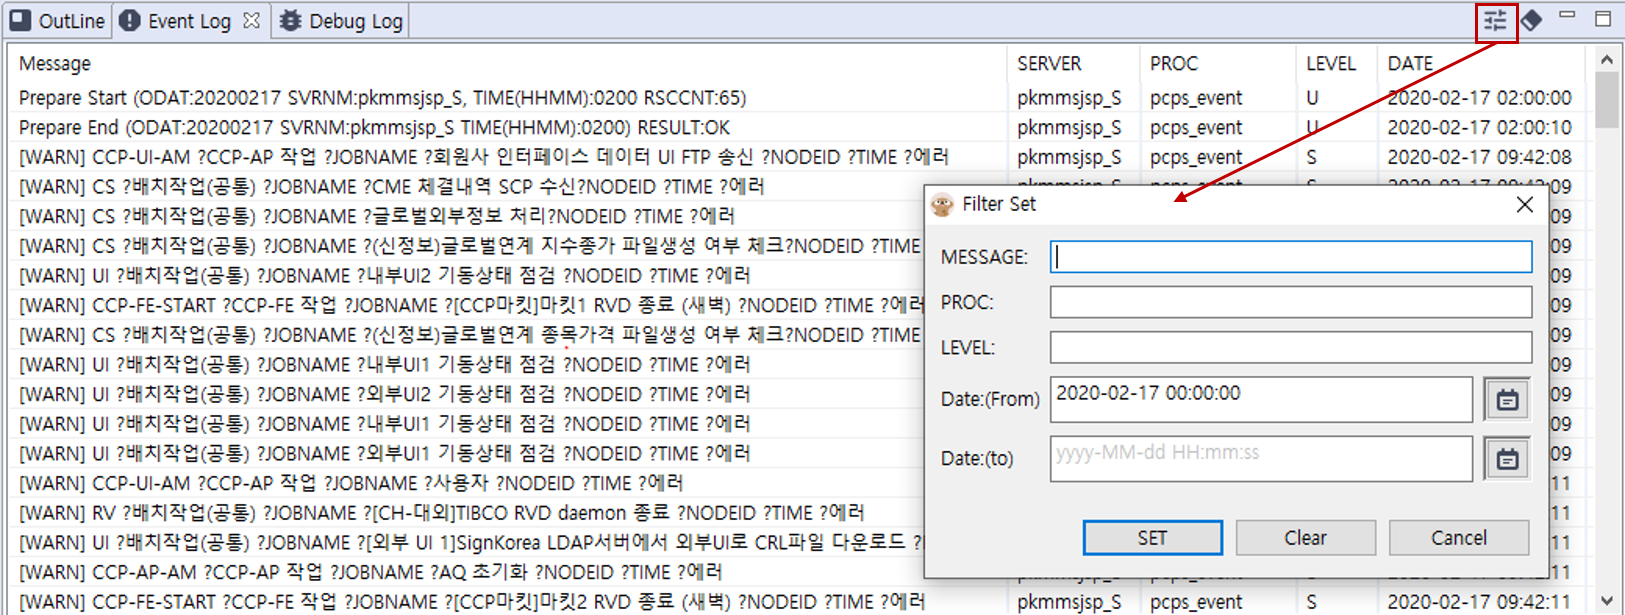 OutLine Event Log Debug Log
Message SERVER PROC LEVEL DATE
Prepare Start (ODAT:20200217 SVRNM:pkmmsjsp_S, TIME(HHMM):0200 RSCCNT:65) pkmmsjsp_S pcps_event U 2020-02-17 02:00:00
Prepare End (ODAT:20200217 SVRNM:pkmmsjsp_S TIME(HHMM):0200) RESULT:OK pkmmsjsp_S pcps_event U 2020-02-17 02:00:10
[WARN] CCP-UI-AM ?CCP-AP 작업 ?JOBNAME ?회원사 인터페이스 데이터 UI FTP 송신 ?NODEID ?TIME ?에러 pkmmsjsp_S pcps_event S 2020-02-17 09:42:08
[WARN] CS ?배치작업(공통) ?JOBNAME ?CME 체결내역 SCP 수신?NODEID ?TIME ?에러 pkmmsjsp_S pcps_event S 2020-02-17 09:42:09
[WARN] CS ?배치작업(공통) ?JOBNAME ?글로벌외부정보 처리?NODEID ?TIME ?에러 09
[WARN] CS ?배치작업(공통) ?JOBNAME ?(신정보)글로벌연계 지수종가 파일생성 여부 체크?NODEID ?TIME 09
[WARN] UI ?배치작업(공통) ?JOBNAME ?내부UI2 기동상태 점검 ?NODEID ?TIME ?에러 09
[WARN] CCP-FE-START ?CCP-FE 작업 ?JOBNAME ?[CCP마킷]마킷1 RVD 종료 (새벽) ?NODEID ?TIME ?에러 09
[WARN] CS ?배치작업(공통) ?JOBNAME ?(신정보)글로벌연계 종목가격 파일생성 여부 체크?NODEID ?TIME 09
[WARN] UI ?배치작업(공통) ?JOBNAME ?내부UI1 기동상태 점검 ?NODEID ?TIME ?에러 09
[WARN] UI ?배치작업(공통) ?JOBNAME ?외부UI2 기동상태 점검 ?NODEID ?TIME ?에러 09
[WARN] UI ?배치작업(공통) ?JOBNAME ?내부UI1 기동상태 점검 ?NODEID ?TIME ?에러 09
[WARN] UI ?배치작업(공통) ?JOBNAME ?외부UI1 기동상태 점검 ?NODEID ?TIME ?에러 09
[WARN] CCP-UI-AM ?CCP-AP 작업 ?JOBNAME ?사용자 ?NODEID ?TIME ?에러 11
[WARN] RV ?배치작업(공통) ?JOBNAME ?[CH-대외]TIBCO RVD daemon 종료 ?NODEID ?TIME ?에러 11
[WARN] UI ?배치작업(공통) ?JOBNAME ?[외부 UI 1]SignKorea LDAP서버에서 외부UI로 CRL파일 다운로드 11
[WARN] CCP-AP-AM ?CCP-AP 작업 ?JOBNAME ?AQ 초기화 ?NODEID ?TIME ?에러 pkmmsjsp_S pcps_event S 2020-02-17 09:42:11
[WARN] CCP-FE-START ?CCP-FE 작업 ?JOBNAME ?[CCP마킷]마킷2 RVD 종료 (새벽) ?NODEID ?TIME ?에러 pkmmsjsp_S pcps_event S 2020-02-17 09:42:11
Filter Set
MESSAGE:
PROC:
LEVEL:
Date:(From) 2020-02-17 00:00:00
Date:(to) yyyy-MM-dd HH:mm:ss
SET Clear Cancel